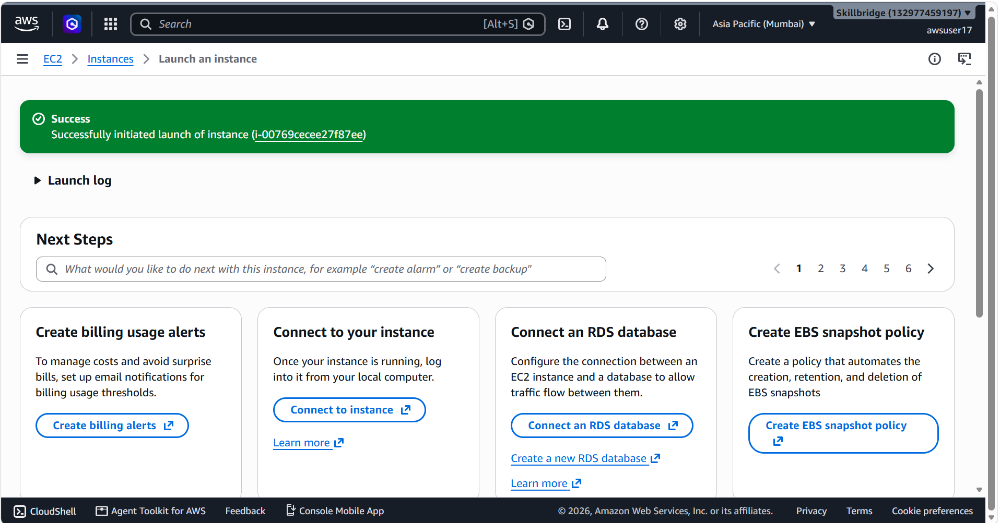 aws
Search [Alt+S]
Asia Pacific (Mumbai)
Skillbridge (132977459197)
awsuser17
EC2 Instances Launch an instance
Success
Successfully initiated launch of instance (i-00769cecee27f87ee)
Launch log
Next Steps
What would you like to do next with this instance, for example “create alarm” or “create backup"
1 2 3 4 5 6
Create billing usage alerts
To manage costs and avoid surprise
bills, set up email notifications for
billing usage thresholds.
Create billing alerts
Connect to your instance
Once your instance is running, log
into it from your local computer.
Connect to instance
Learn more
Connect an RDS database
Configure the connection between an
EC2 instance and a database to allow
traffic flow between them.
Connect an RDS database
Create a new RDS database
Learn more
Create EBS snapshot policy
Create a policy that automates the
creation, retention, and deletion of
EBS snapshots
Create EBS snapshot policy
CloudShell Agent Toolkit for AWS Feedback Console Mobile App © 2026, Amazon Web Services, Inc. or its affiliates. Privacy Terms Cookie preferences